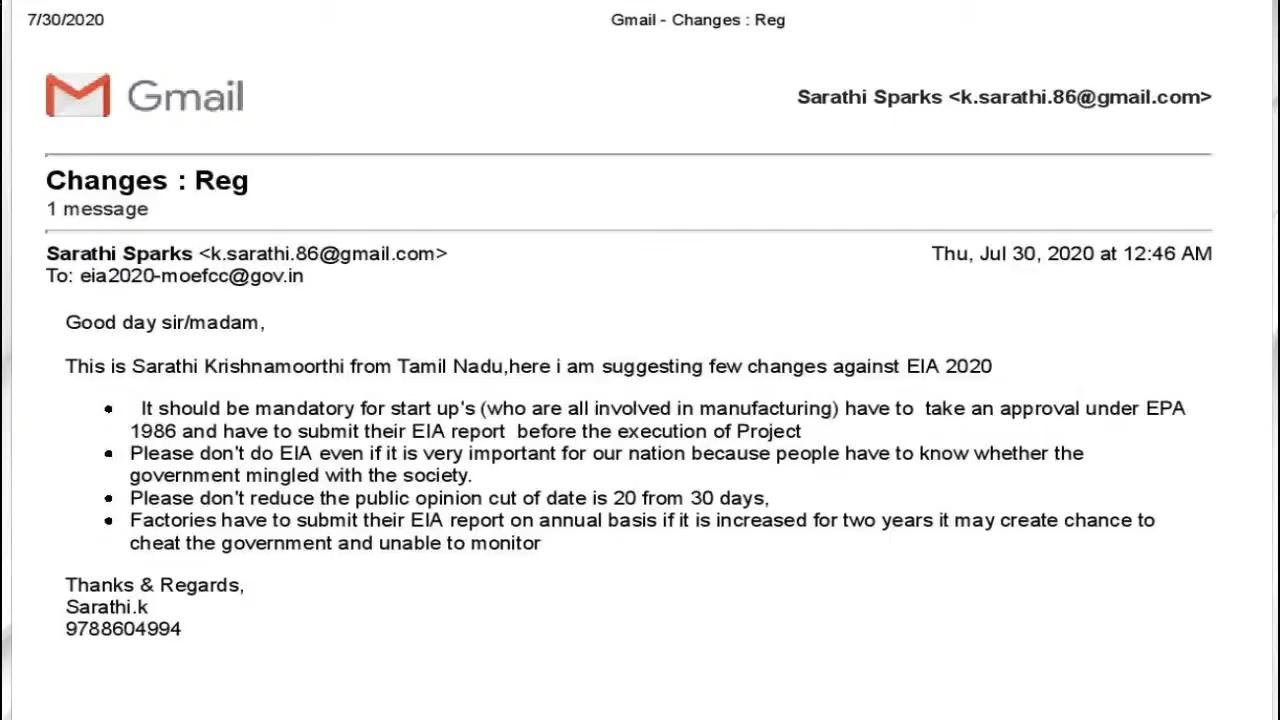 7/30/2020 Gmail - Changes : Reg
Gmail Sarathi Sparks <k.sarathi.86@gmail.com>
Changes : Reg
1 message
Sarathi Sparks <k.sarathi.86@gmail.com> Thu, Jul 30, 2020 at 12:46 AM
To: eia2020-moefcc@gov.in
Good day sir/madam,
This is Sarathi Krishnamoorthi from Tamil Nadu,here i am suggesting few changes against EIA 2020
• It should be mandatory for start up's (who are all involved in manufacturing) have to take an approval under EPA
1986 and have to submit their EIA report before the execution of Project
• Please don't do EIA even if it is very important for our nation because people have to know whether the
government mingled with the society.
• Please don't reduce the public opinion cut of date is 20 from 30 days,
• Factories have to submit their EIA report on annual basis if it is increased for two years it may create chance to
cheat the government and unable to monitor
Thanks & Regards,
Sarathi.k
9788604994